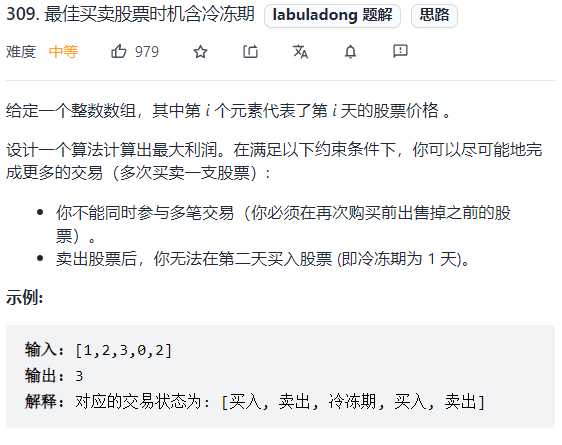 309. 最佳买卖股票时机含冷冻期 labuladong 题解 思路
难度 中等 979
给定一个整数数组，其中第 i 个元素代表了第 i 天的股票价格 。
设计一个算法计算出最大利润。在满足以下约束条件下，你可以尽可能地完
成更多的交易（多次买卖一支股票）:
你不能同时参与多笔交易（你必须在再次购买前出售掉之前的股
票）。
卖出股票后，你无法在第二天买入股票 (即冷冻期为 1 天)。
示例:
输入: [1,2,3,0,2]
输出: 3
解释: 对应的交易状态为: [买入, 卖出, 冷冻期, 买入, 卖出]